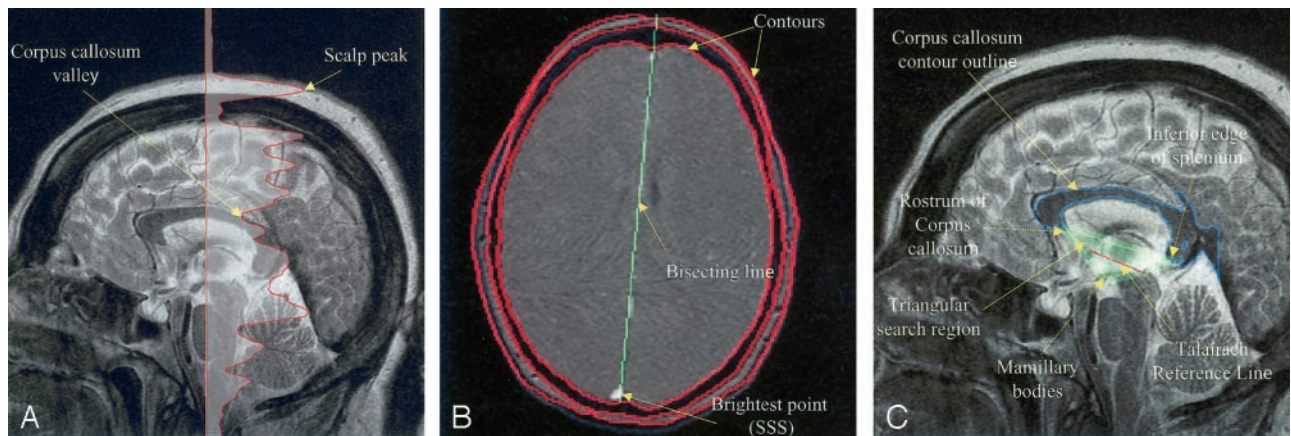 Corpus callosum
valley
Scalp peak
A
Contours
Bisecting line
Brightest point
(SSS)
B
Corpus callosum
contour outline
Inferior edge
of splenium
Rostrum of
Corpus
callosum
Triangular
search region
Mamillary
bodies
Talairach
Reference Line
C